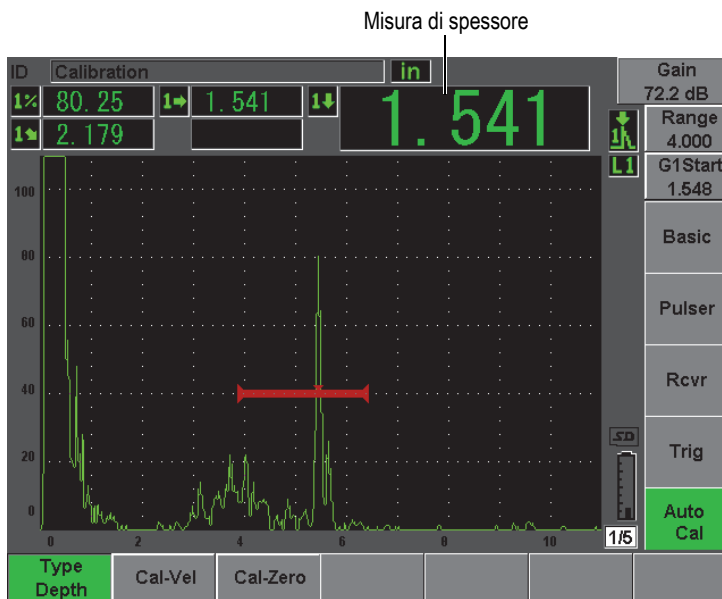 Misura di spessore
ID Calibration in
1% 80.25 1➡ 1.541 1⬇ 1.541
1⬊ 2.179
Gain
72.2 dB
Range
4.000
1
L1
G1Start
1.548
Basic
Pulser
Rcvr
Trig
Auto
Cal
100
80
60
40
20
0
0 2 4 6 8 10
SD
1/5
Type
Depth
Cal-Vel
Cal-Zero